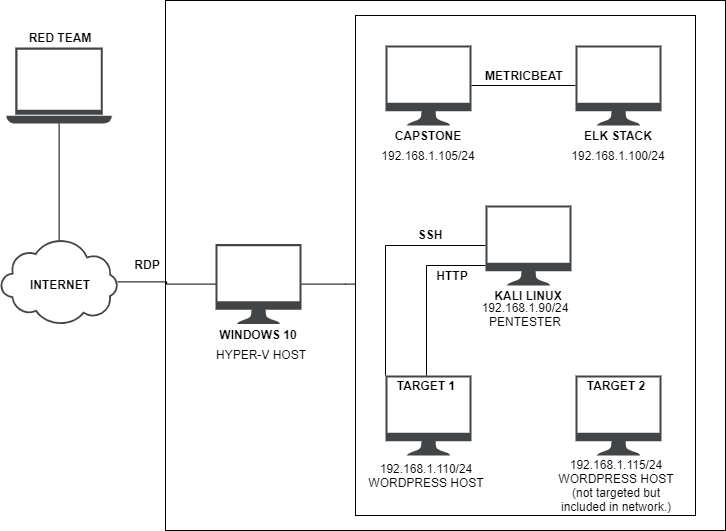 RED TEAM
INTERNET
RDP
WINDOWS 10
HYPER-V HOST
METRICBEAT
CAPSTONE
192.168.1.105/24
ELK STACK
192.168.1.100/24
SSH
HTTP
KALI LINUX
192.168.1.90/24
PENTESTER
TARGET 1
192.168.1.110/24
WORDPRESS HOST
TARGET 2
192.168.1.115/24
WORDPRESS HOST
(not targeted but
included in network.)